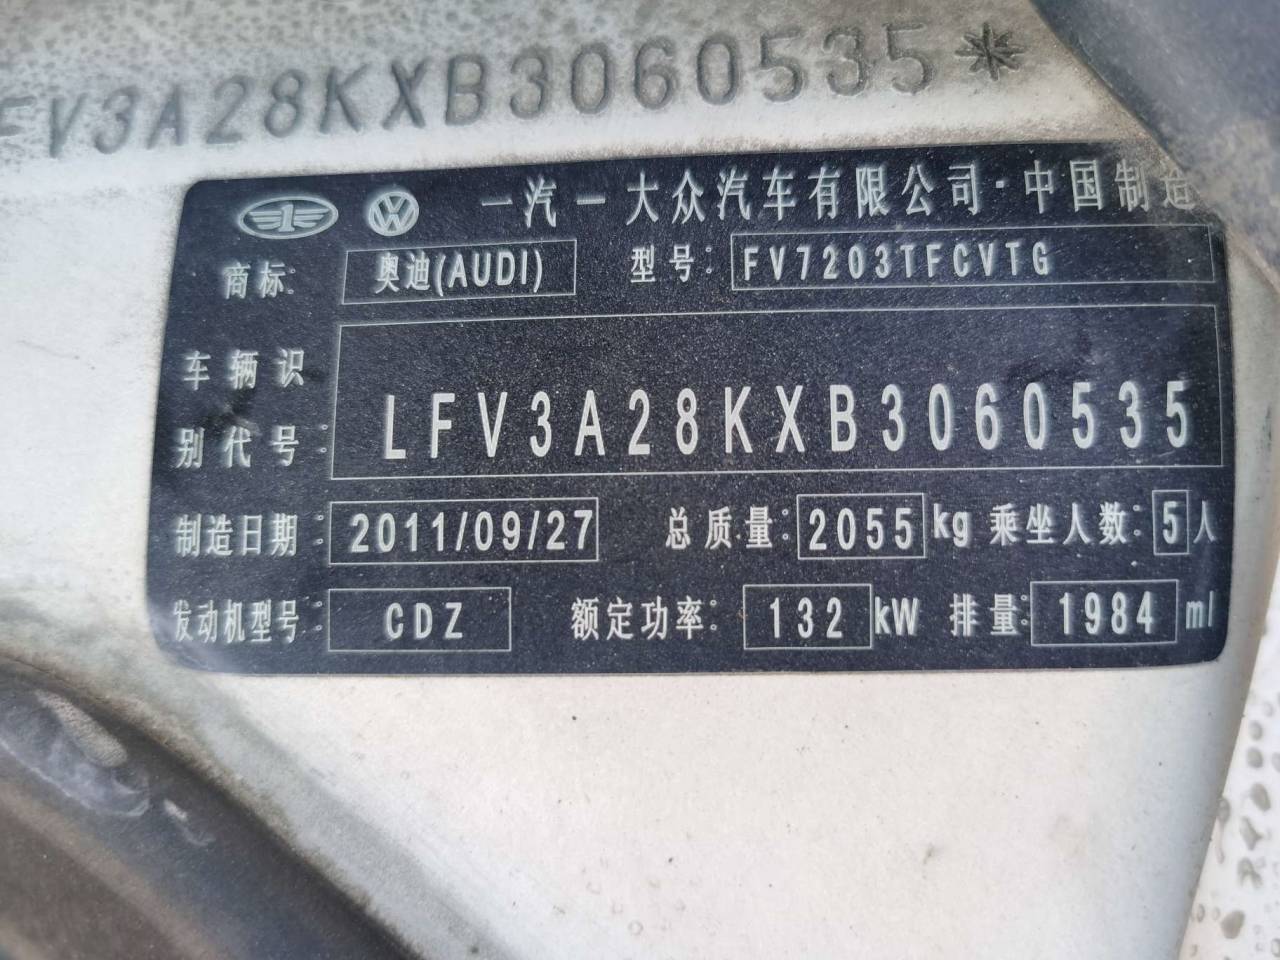 FV3A28KXB3060535*
一汽一大众汽车有限公司·中国制造
商标: 奥迪(AUDI) 型号: FV7203TFCVTG
车辆识别代号: LFV3A28KXB3060535
制造日期: 2011/09/27 总质量: 2055 kg 乘坐人数: 5 人
发动机型号: CDZ 额定功率: 132 kW 排量: 1984 ml